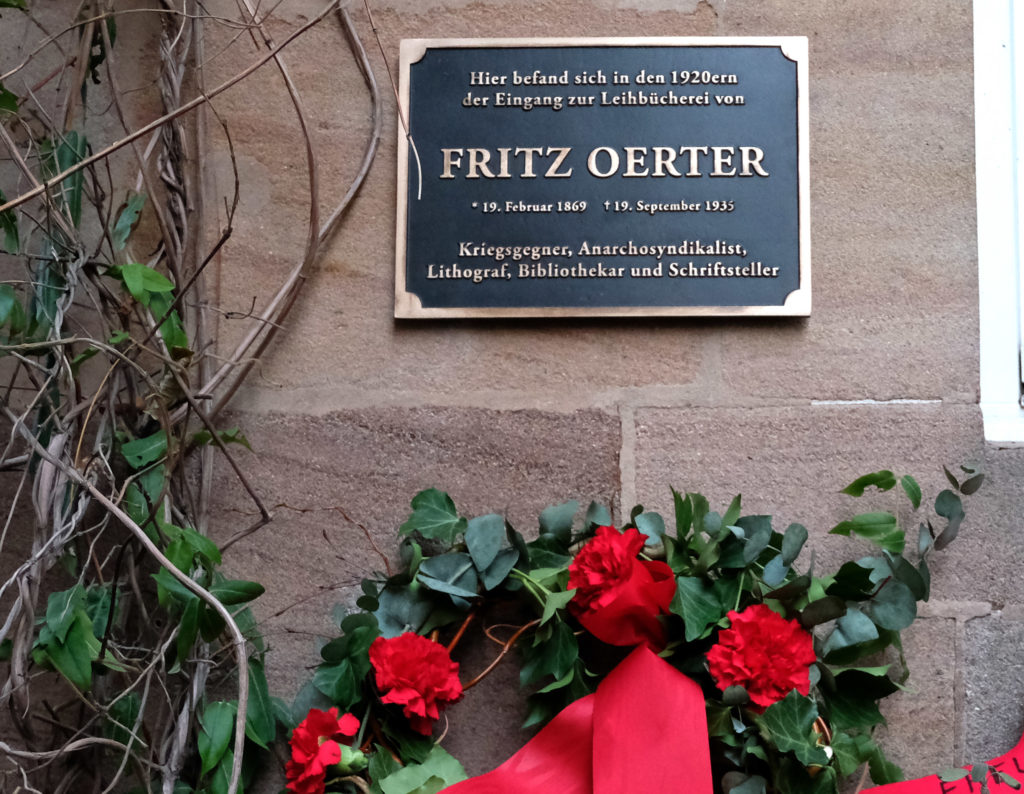 Hier befand sich in den 1920ern
der Eingang zur Leihbücherei von
FRITZ OERTER
* 19. Februar 1869 † 19. September 1935
Kriegsgegner, Anarchosyndikalist,
Lithograf, Bibliothekar und Schriftsteller